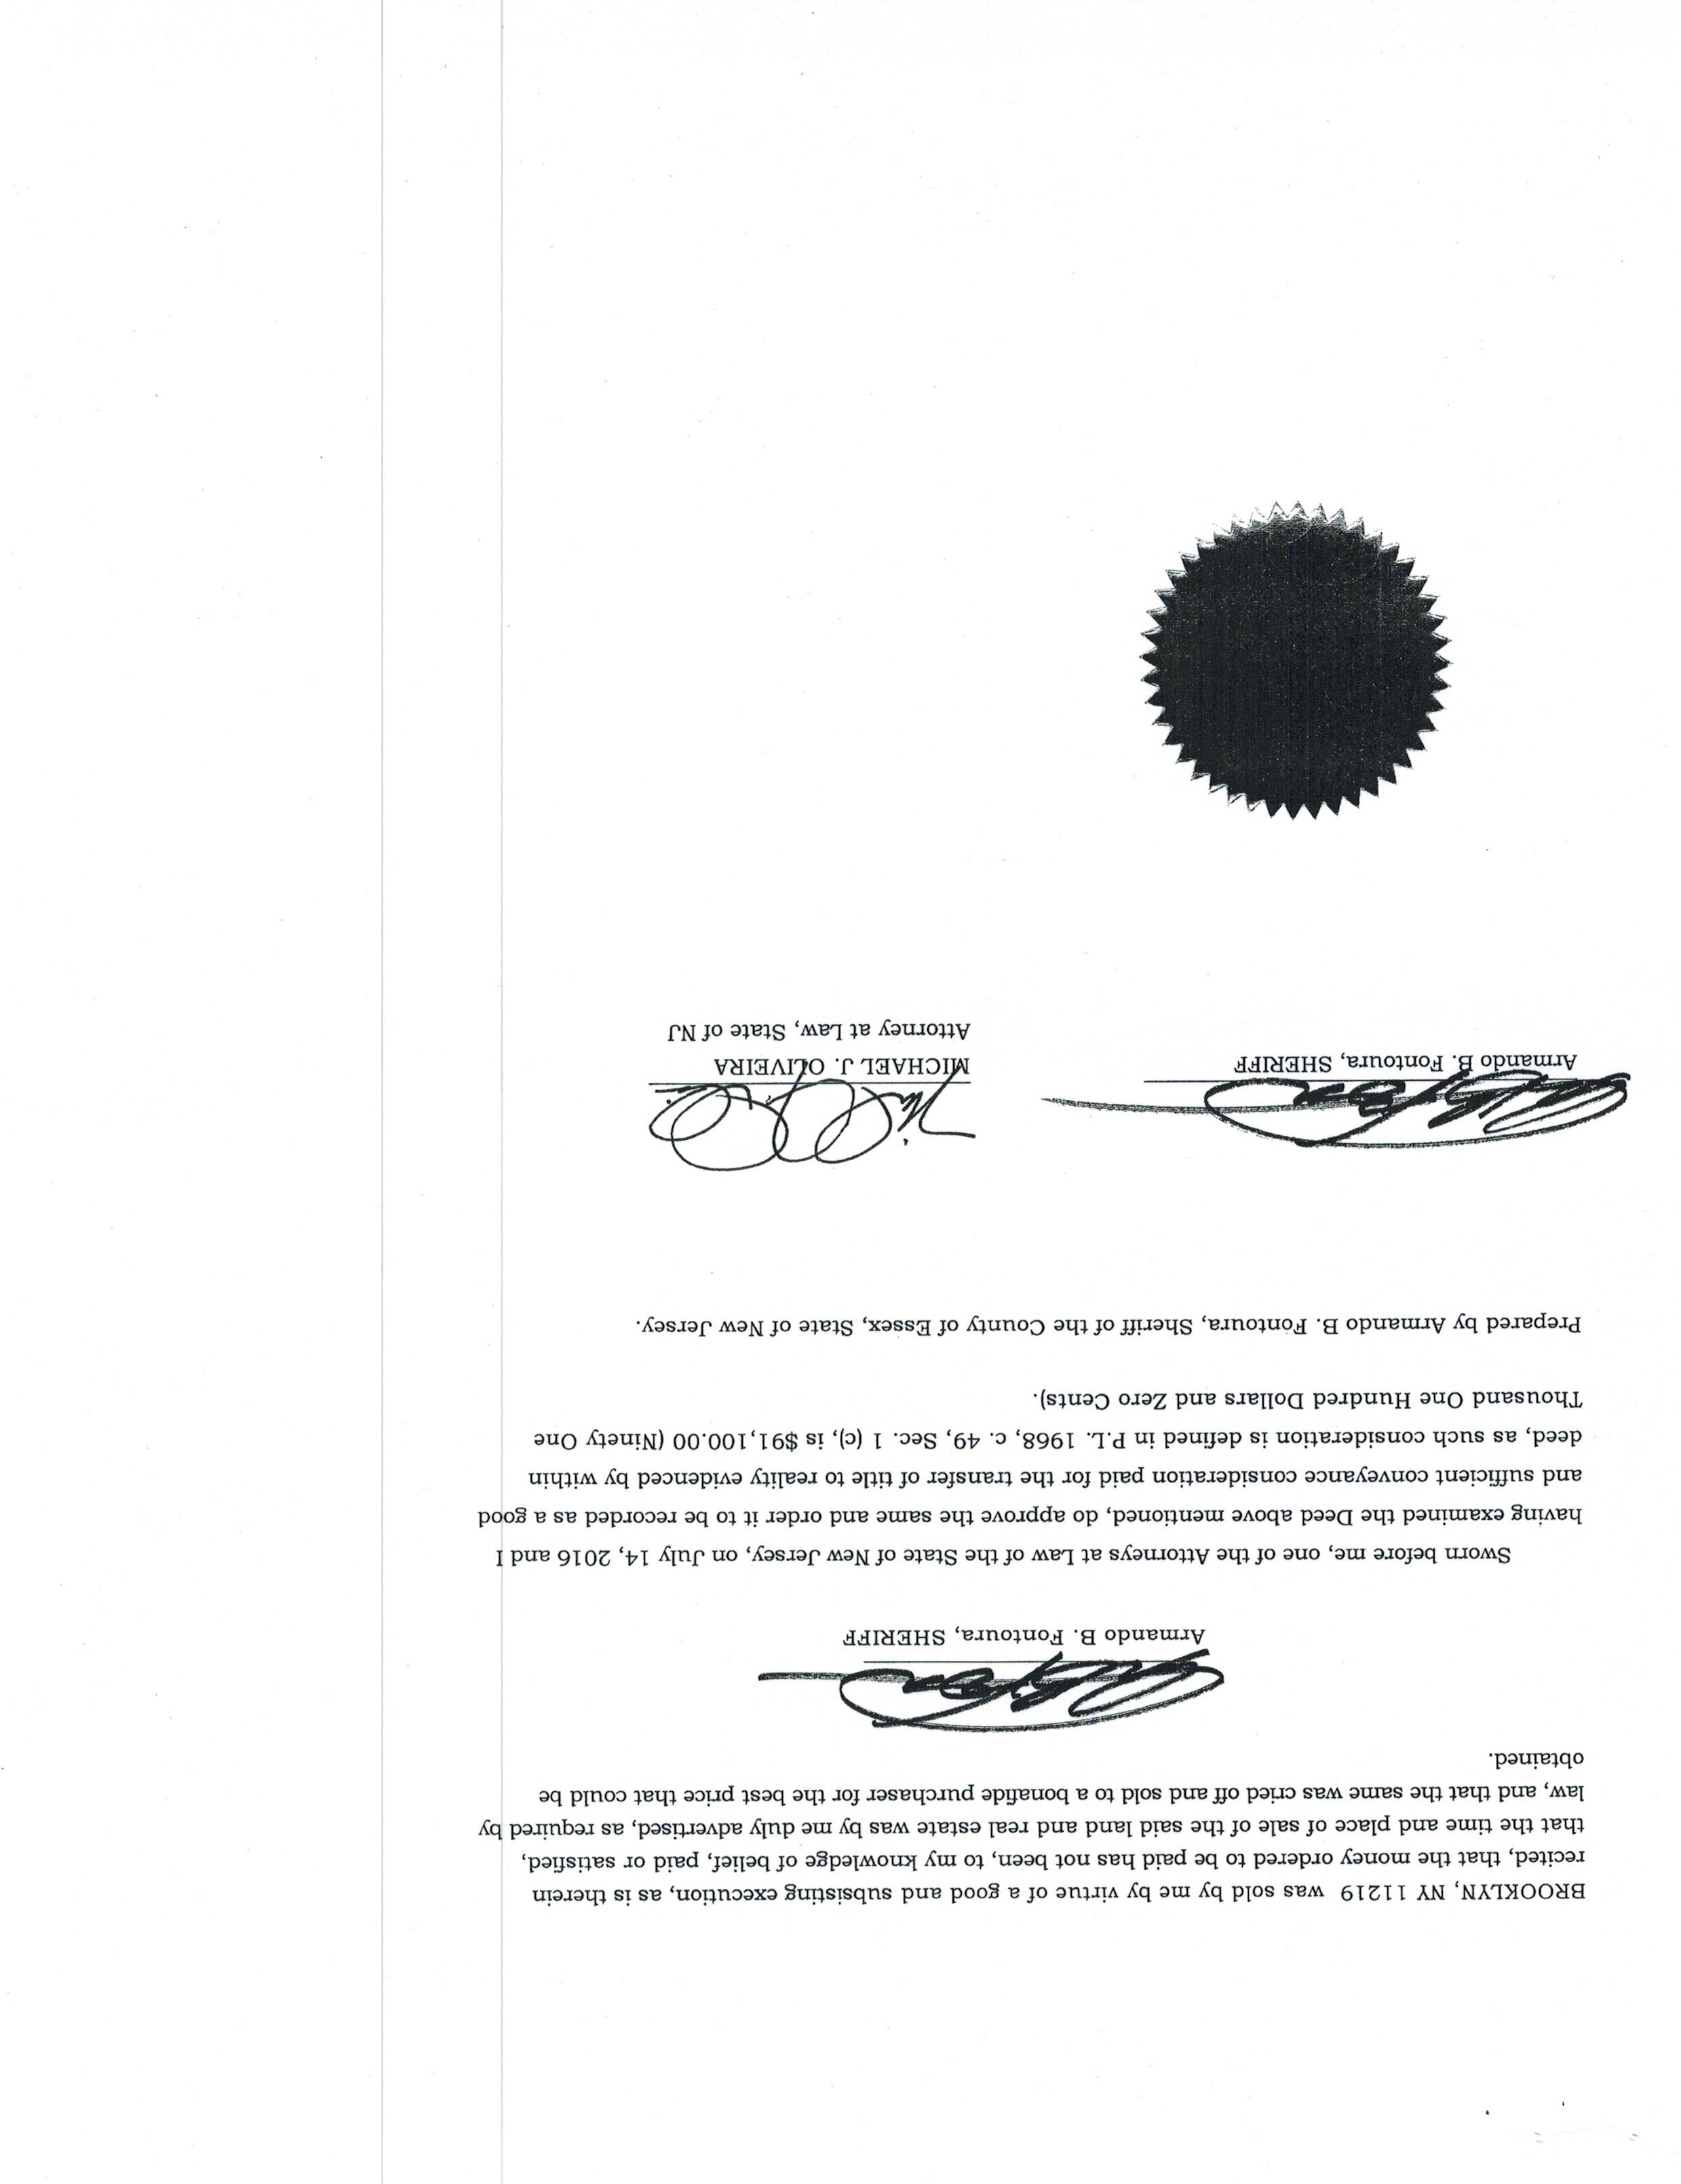 BROOKLYN, NY 11219 was sold by me by virtue of a good and subsisting execution, as is therein
recited, that the money ordered to be paid has not been, to my knowledge of belief, paid or satisfied,
that the time and place of sale of the said land and real estate was by me duly advertised, as required by
law, and that the same was cried off and sold to a bonafide purchaser for the best price that could be
obtained.
Armando B. Fontoura, SHERIFF
Sworn before me, one of the Attorneys at Law of the State of New Jersey, on July 14, 2016 and I
having examined the Deed above mentioned, do approve the same and order it to be recorded as a good
and sufficient conveyance consideration paid for the transfer of title to reality evidenced by within
deed, as such consideration is defined in P.L. 1968, c. 49, Sec. 1 (c), is $91,100.00 (Ninety One
Thousand One Hundred Dollars and Zero Cents).
Prepared by Armando B. Fontoura, Sheriff of the County of Essex, State of New Jersey.
Armando B. Fontoura, SHERIFF
MICHAEL J. OLIVEIRA
Attorney at Law, State of NJ